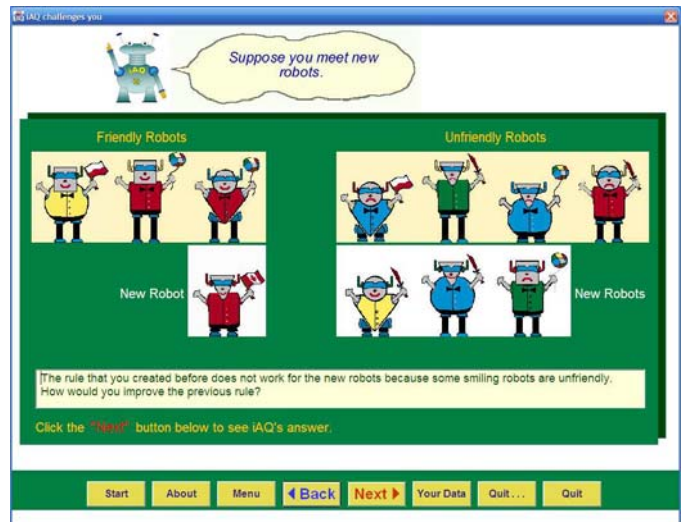 iAQ challenges you
Suppose you meet new
robots.
iAQ
Friendly Robots
Unfriendly Robots
New Robot
New Robots
The rule that you created before does not work for the new robots because some smiling robots are unfriendly.
How would you improve the previous rule?
Click the "Next" button below to see iAQ's answer.
Start
About
Menu
Back
Next
Your Data
Quit...
Quit